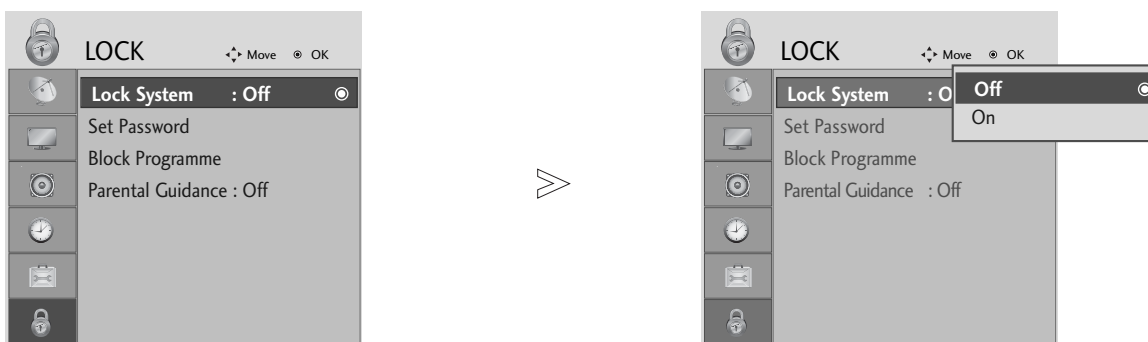 LOCK Move OK
Lock System : Off
Set Password
Block Programme
Parental Guidance : Off
LOCK Move OK
Lock System : O
Off
On
Set Password
Block Programme
Parental Guidance : Off